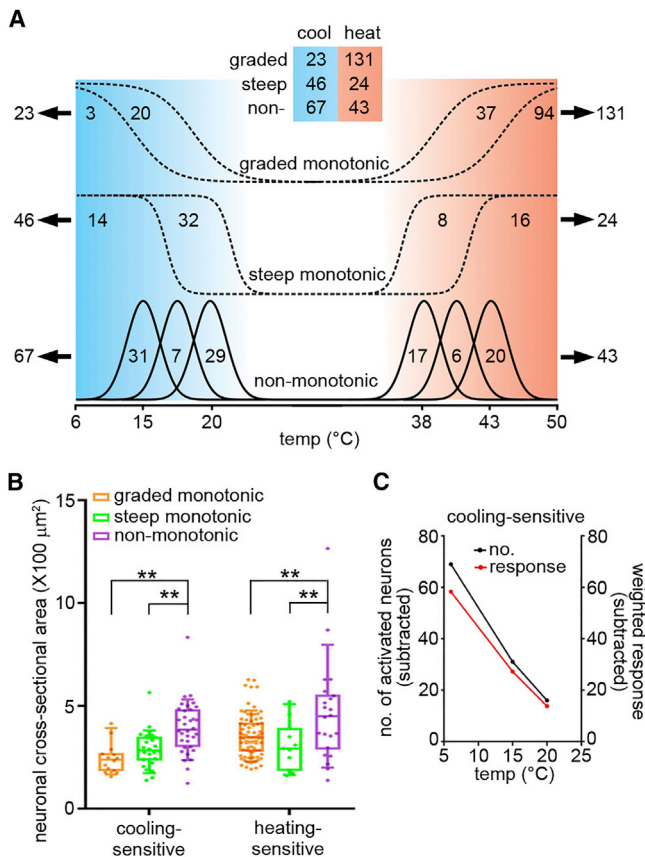 A
cool heat
graded 23 131
steep 46 24
non- 67 43
23 3 20 37 94 131
graded monotonic
46 14 32 8 16 24
steep monotonic
67 31 7 29 17 6 20 43
non-monotonic
6 15 20 38 43 50
temp (°C)
B
neuronal cross-sectional area (X100 μm²)
15
10
5
0
graded monotonic
steep monotonic
non-monotonic
** **
** **
cooling-sensitive
heating-sensitive
C
cooling-sensitive
no.
response
no. of activated neurons
(subtracted)
80
60
40
20
0
weighted response
(subtracted)
80
60
40
20
0
5 10 15 20 25
temp (°C)